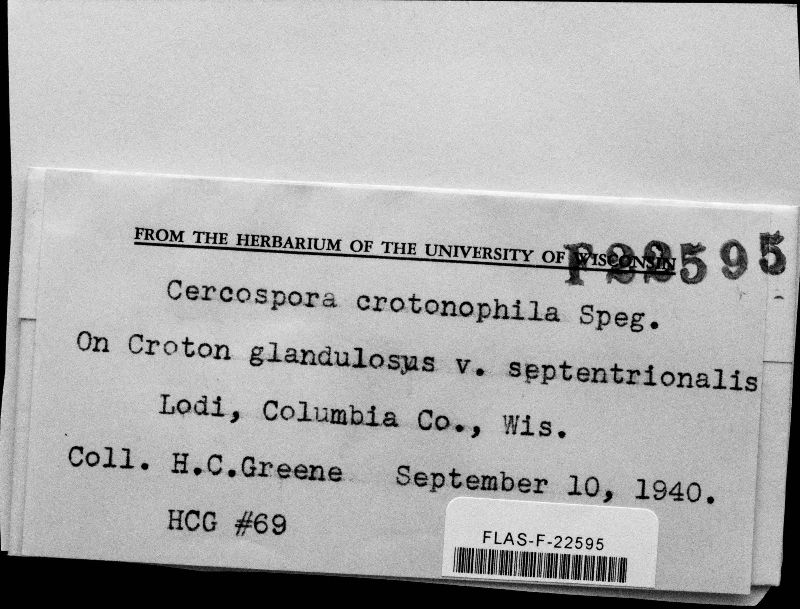 FROM THE HERBARIUM OF THE UNIVERSITY OF WISCONSIN
F22595
Cercospora crotonophila Speg.
On Croton glandulosus v. septentrionalis
Lodi, Columbia Co., Wis.
Coll. H.C.Greene September 10, 1940.
HCG #69
FLAS-F-22595